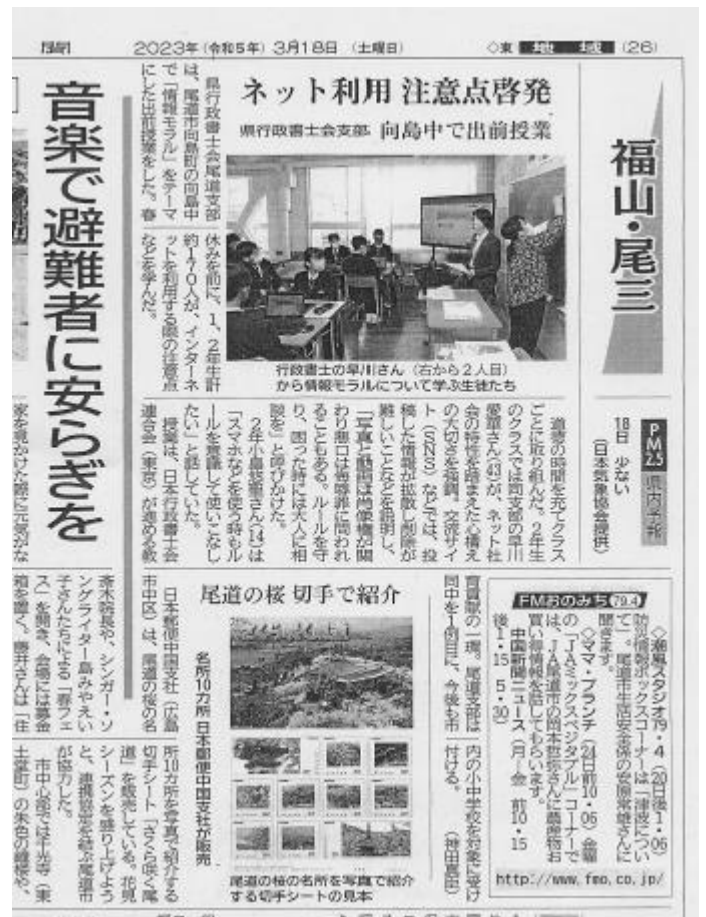 2023年(令和5年)3月18日 (土曜日)
地域 (26)
福山・尾三
ネット利用 注意点啓発
県行政書士会支部 向島中で出前授業
県行政書士会尾道支部
は、尾道市向島町の向島中
で「情報モラル」をテーマ
にした出前授業をした。春
休みを前に、1、2年生計
約170人が、インターネ
ットを利用する際の注意点
などを学んだ。
行政書士の早川さん(右から2人目)
から情報モラルについて学ぶ生徒たち
道徳の時間を充てクラス
ごとに取り組んだ。2年生
のクラスでは同支部の早川
愛華さん(43)が、ネット社
会の特性を踏まえた心構え
の大切さを強調。交流サイ
ト(SNS)などでは、投
稿した情報が拡散し削除が
難しいことなどを説明し、
「写真と動画は肖像権が関
わり悪口は侮辱罪に問われ
ることもある。ルールを守
り、困った時には大人に相
談を」と呼びかけた。
2年小島悠聖さん(14)は
「スマホなどを使う時もル
ールを意識して使いこなし
たい」と話していた。
授業は、日本行政書士会
連合会(東京)が進める教
育貢献の一環。尾道支部は
同中を1例目に、今後も市
内の小中学校を対象に受け
付ける。
PM2.5 県内予報
18日 少ない
(日本気象協会提供)
音楽で避難者に安らぎを
家を見かけた際に元気がな
斎木院長や、シンガー・ソ
ングライター島みやえい
子さんたちによる「春フェ
ス」を開き、会場には募金
箱を置く。藤井さんは「住
尾道の桜 切手で紹介
名所10カ所 日本郵便中国支社が販売
日本郵便中国支社(広島
市中区)は、尾道の桜の名
所10カ所を写真で紹介する
切手シート「さくら咲く尾
道」を販売している。花見
シーズンを盛り上げよう
と、連携協定を結ぶ尾道市
が協力した。
市中心部では千光寺(東
土堂町)の朱色の鐘楼や、
尾道の桜の名所を写真で紹介
する切手シートの見本
FMおのみち(79.4)
◇潮風スタジオ79・4(20日後1・06)
防災情報ボックスコーナーは「津波につい
て」。尾道市生活安全係の安原常雄さんに
聞きます。
◇ママ・ブランチ(24日前10・06)金曜
の「JAミックスベジタブル」コーナーで
は、JA尾道市の岡本哲弥さんに農産物お
買い得情報を話してもらいます。
中国新聞ニュース(月〜金 前10・15
後1・15 5・30)
http://www.fmo.co.jp/